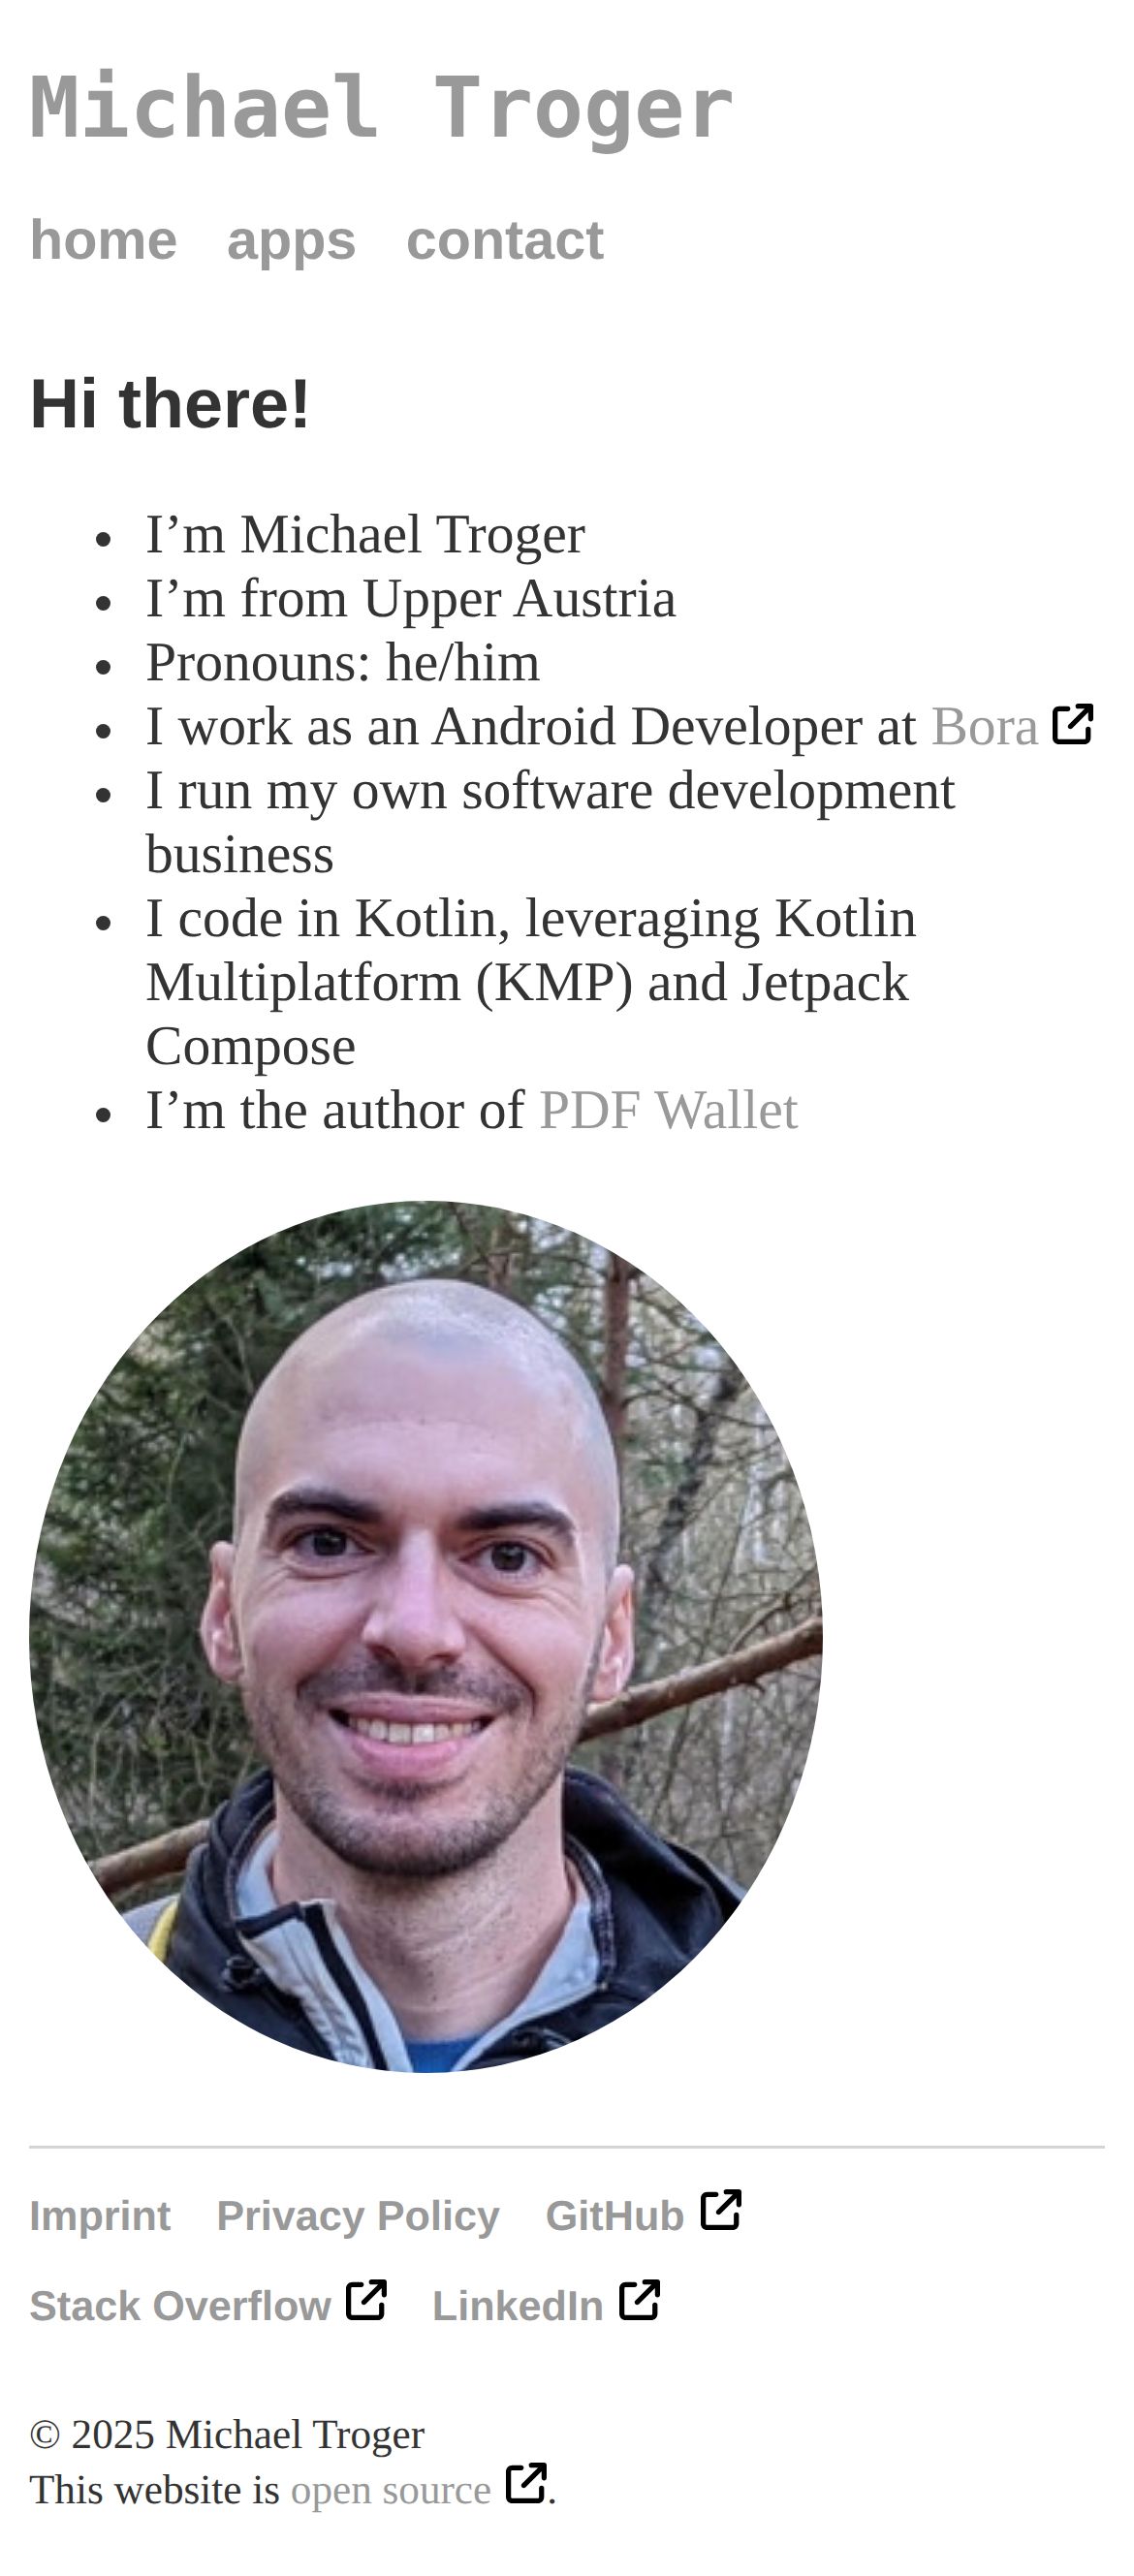 Michael Troger
home apps contact
Hi there!
• I’m Michael Troger
• I’m from Upper Austria
• Pronouns: he/him
• I work as an Android Developer at Bora
• I run my own software development
business
• I code in Kotlin, leveraging Kotlin
Multiplatform (KMP) and Jetpack
Compose
• I’m the author of PDF Wallet
Imprint Privacy Policy GitHub
Stack Overflow LinkedIn
© 2025 Michael Troger
This website is open source .